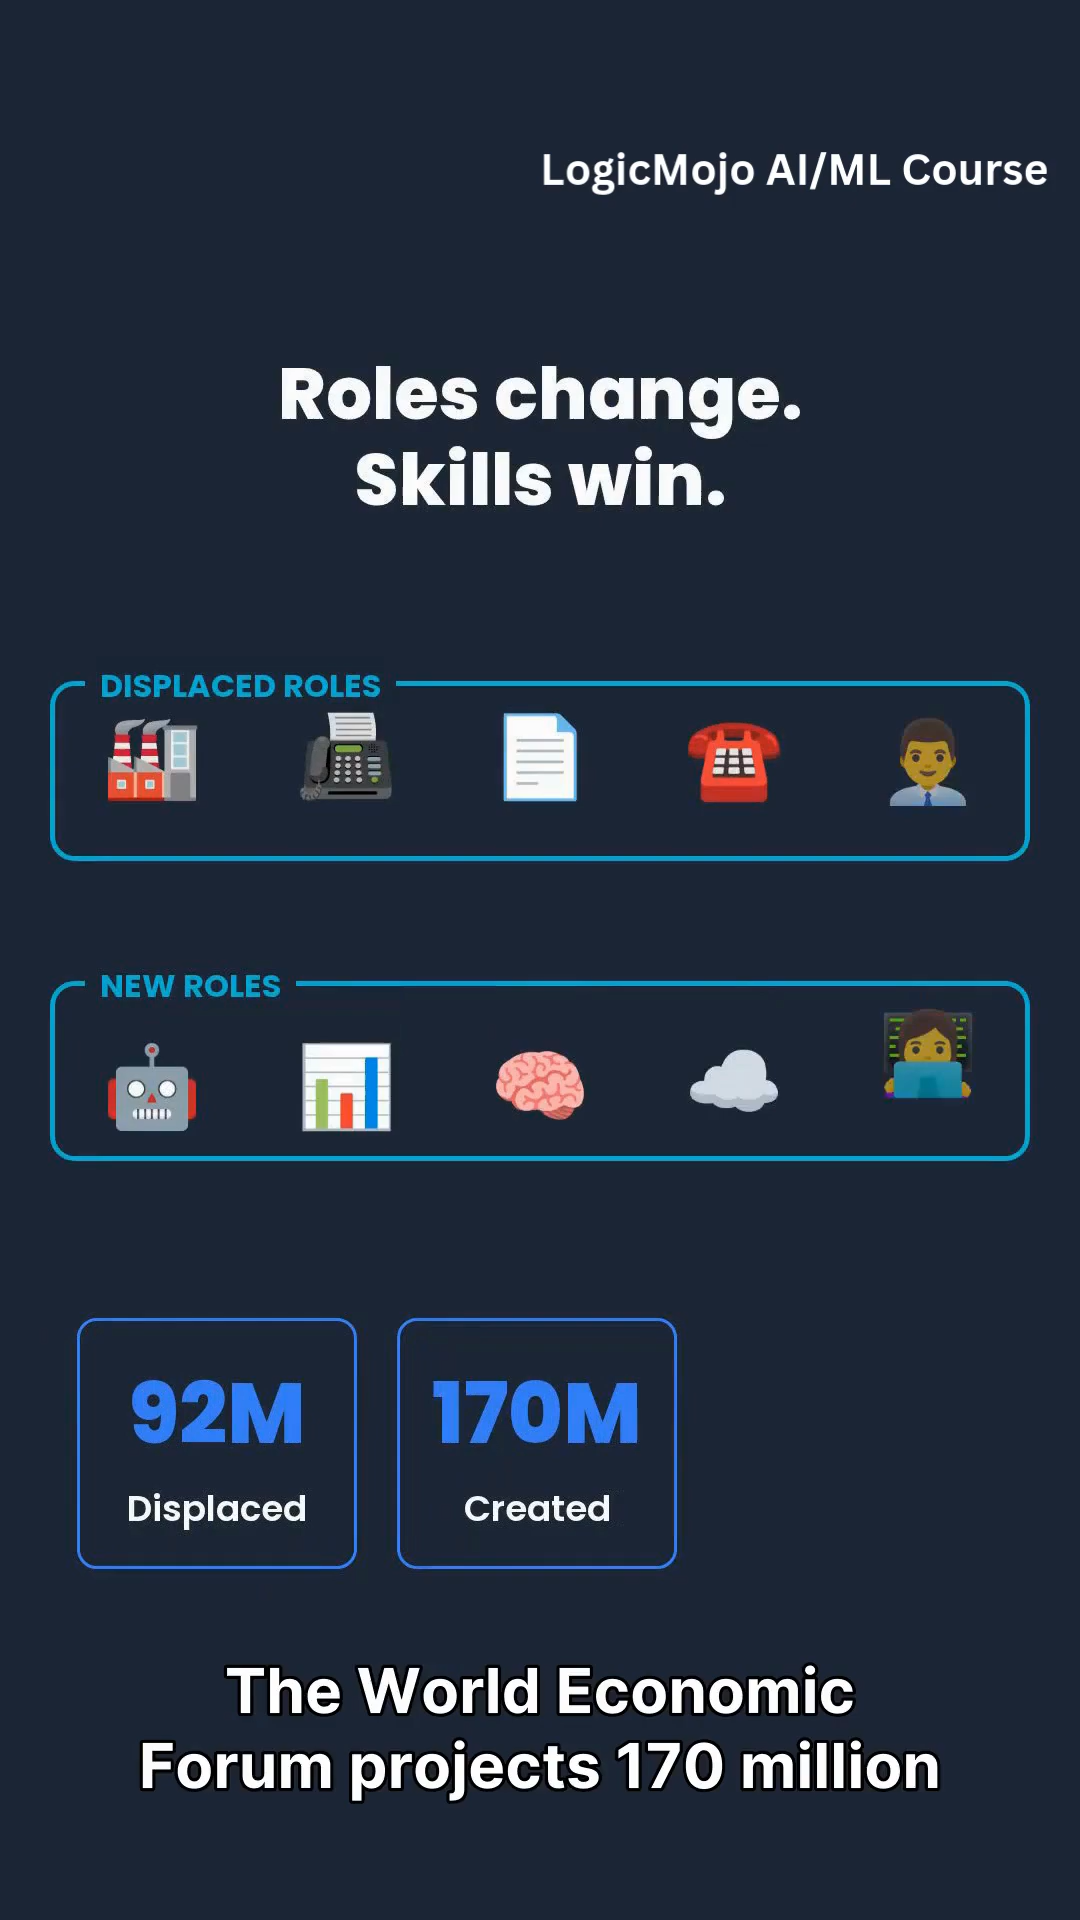 LogicMojo AI/ML Course
Roles change.
Skills win.
DISPLACED ROLES
NEW ROLES
92M
Displaced
170M
Created
The World Economic
Forum projects 170 million